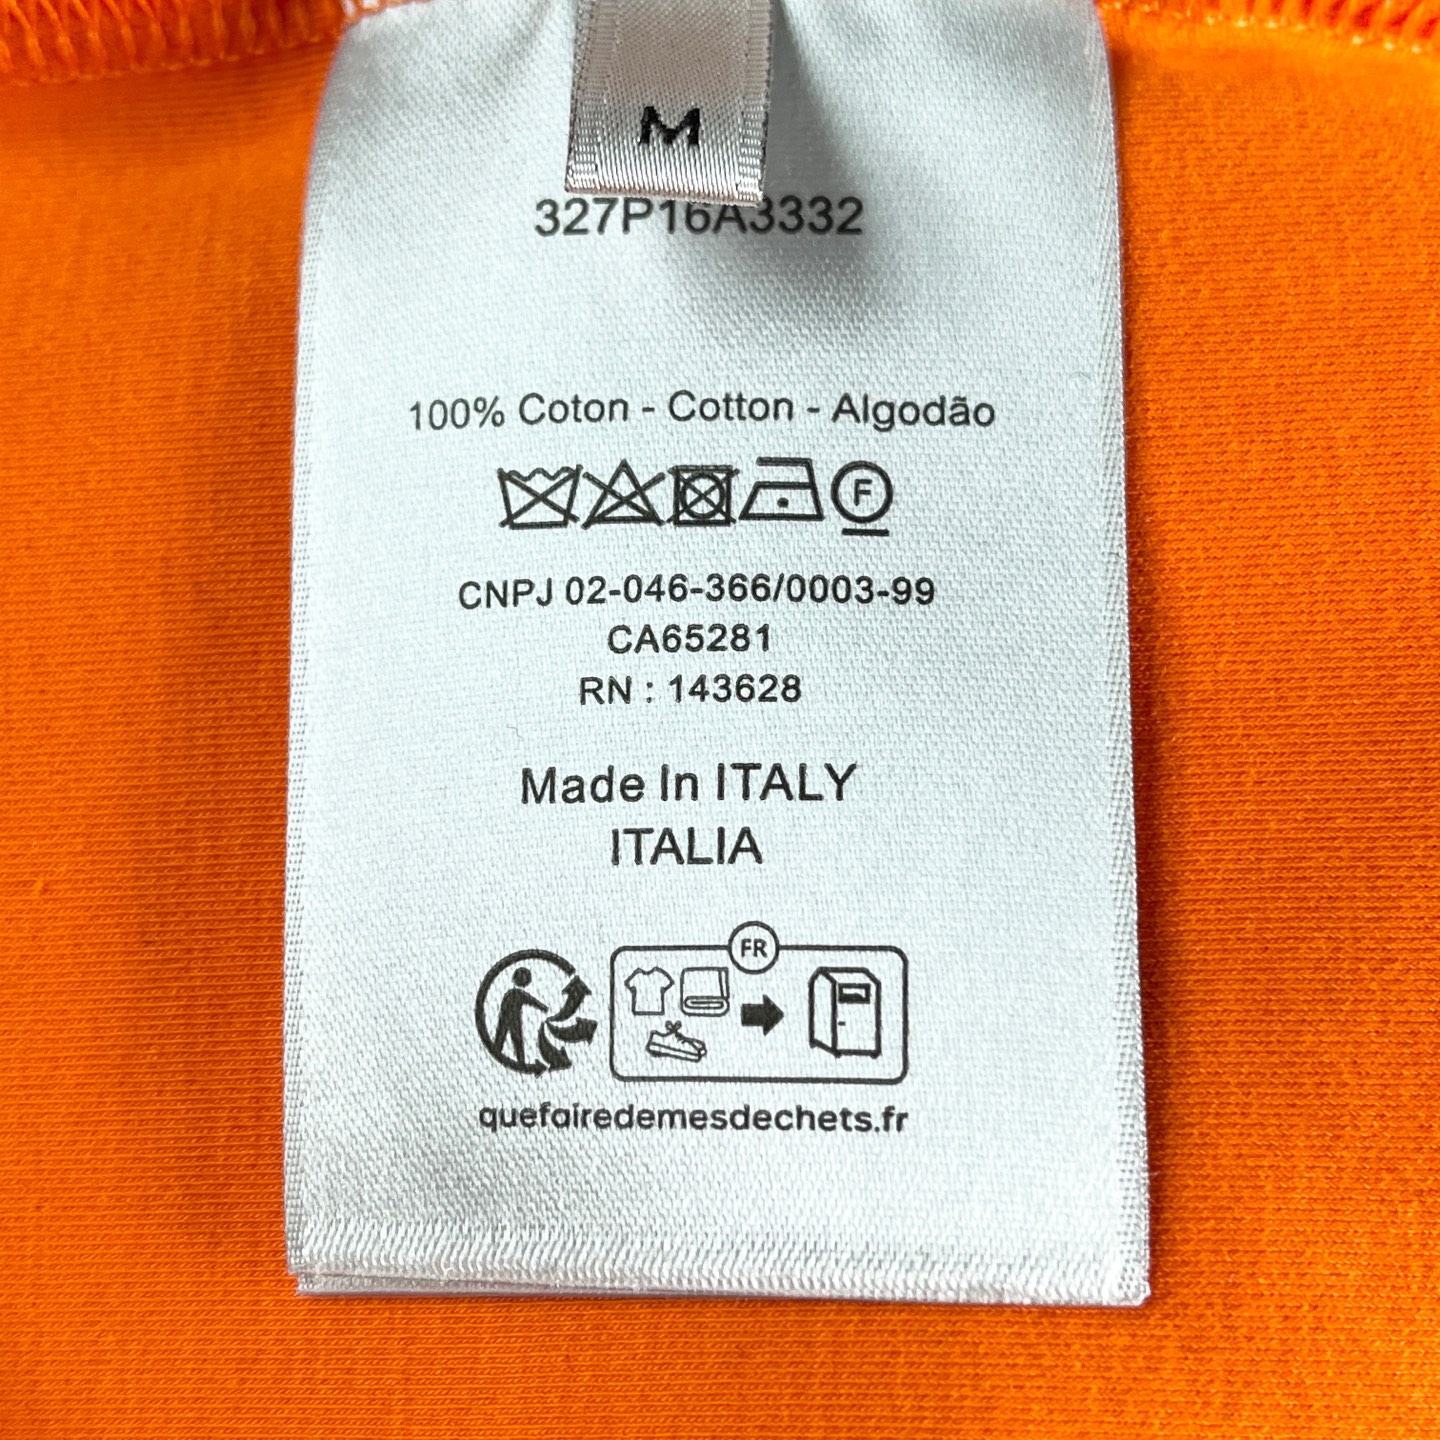 M
327P16A3332
100% Coton - Cotton - Algodão
F
CNPJ 02-046-366/0003-99
CA65281
RN : 143628
Made In ITALY
ITALIA
FR
quefairedemesdechets.fr